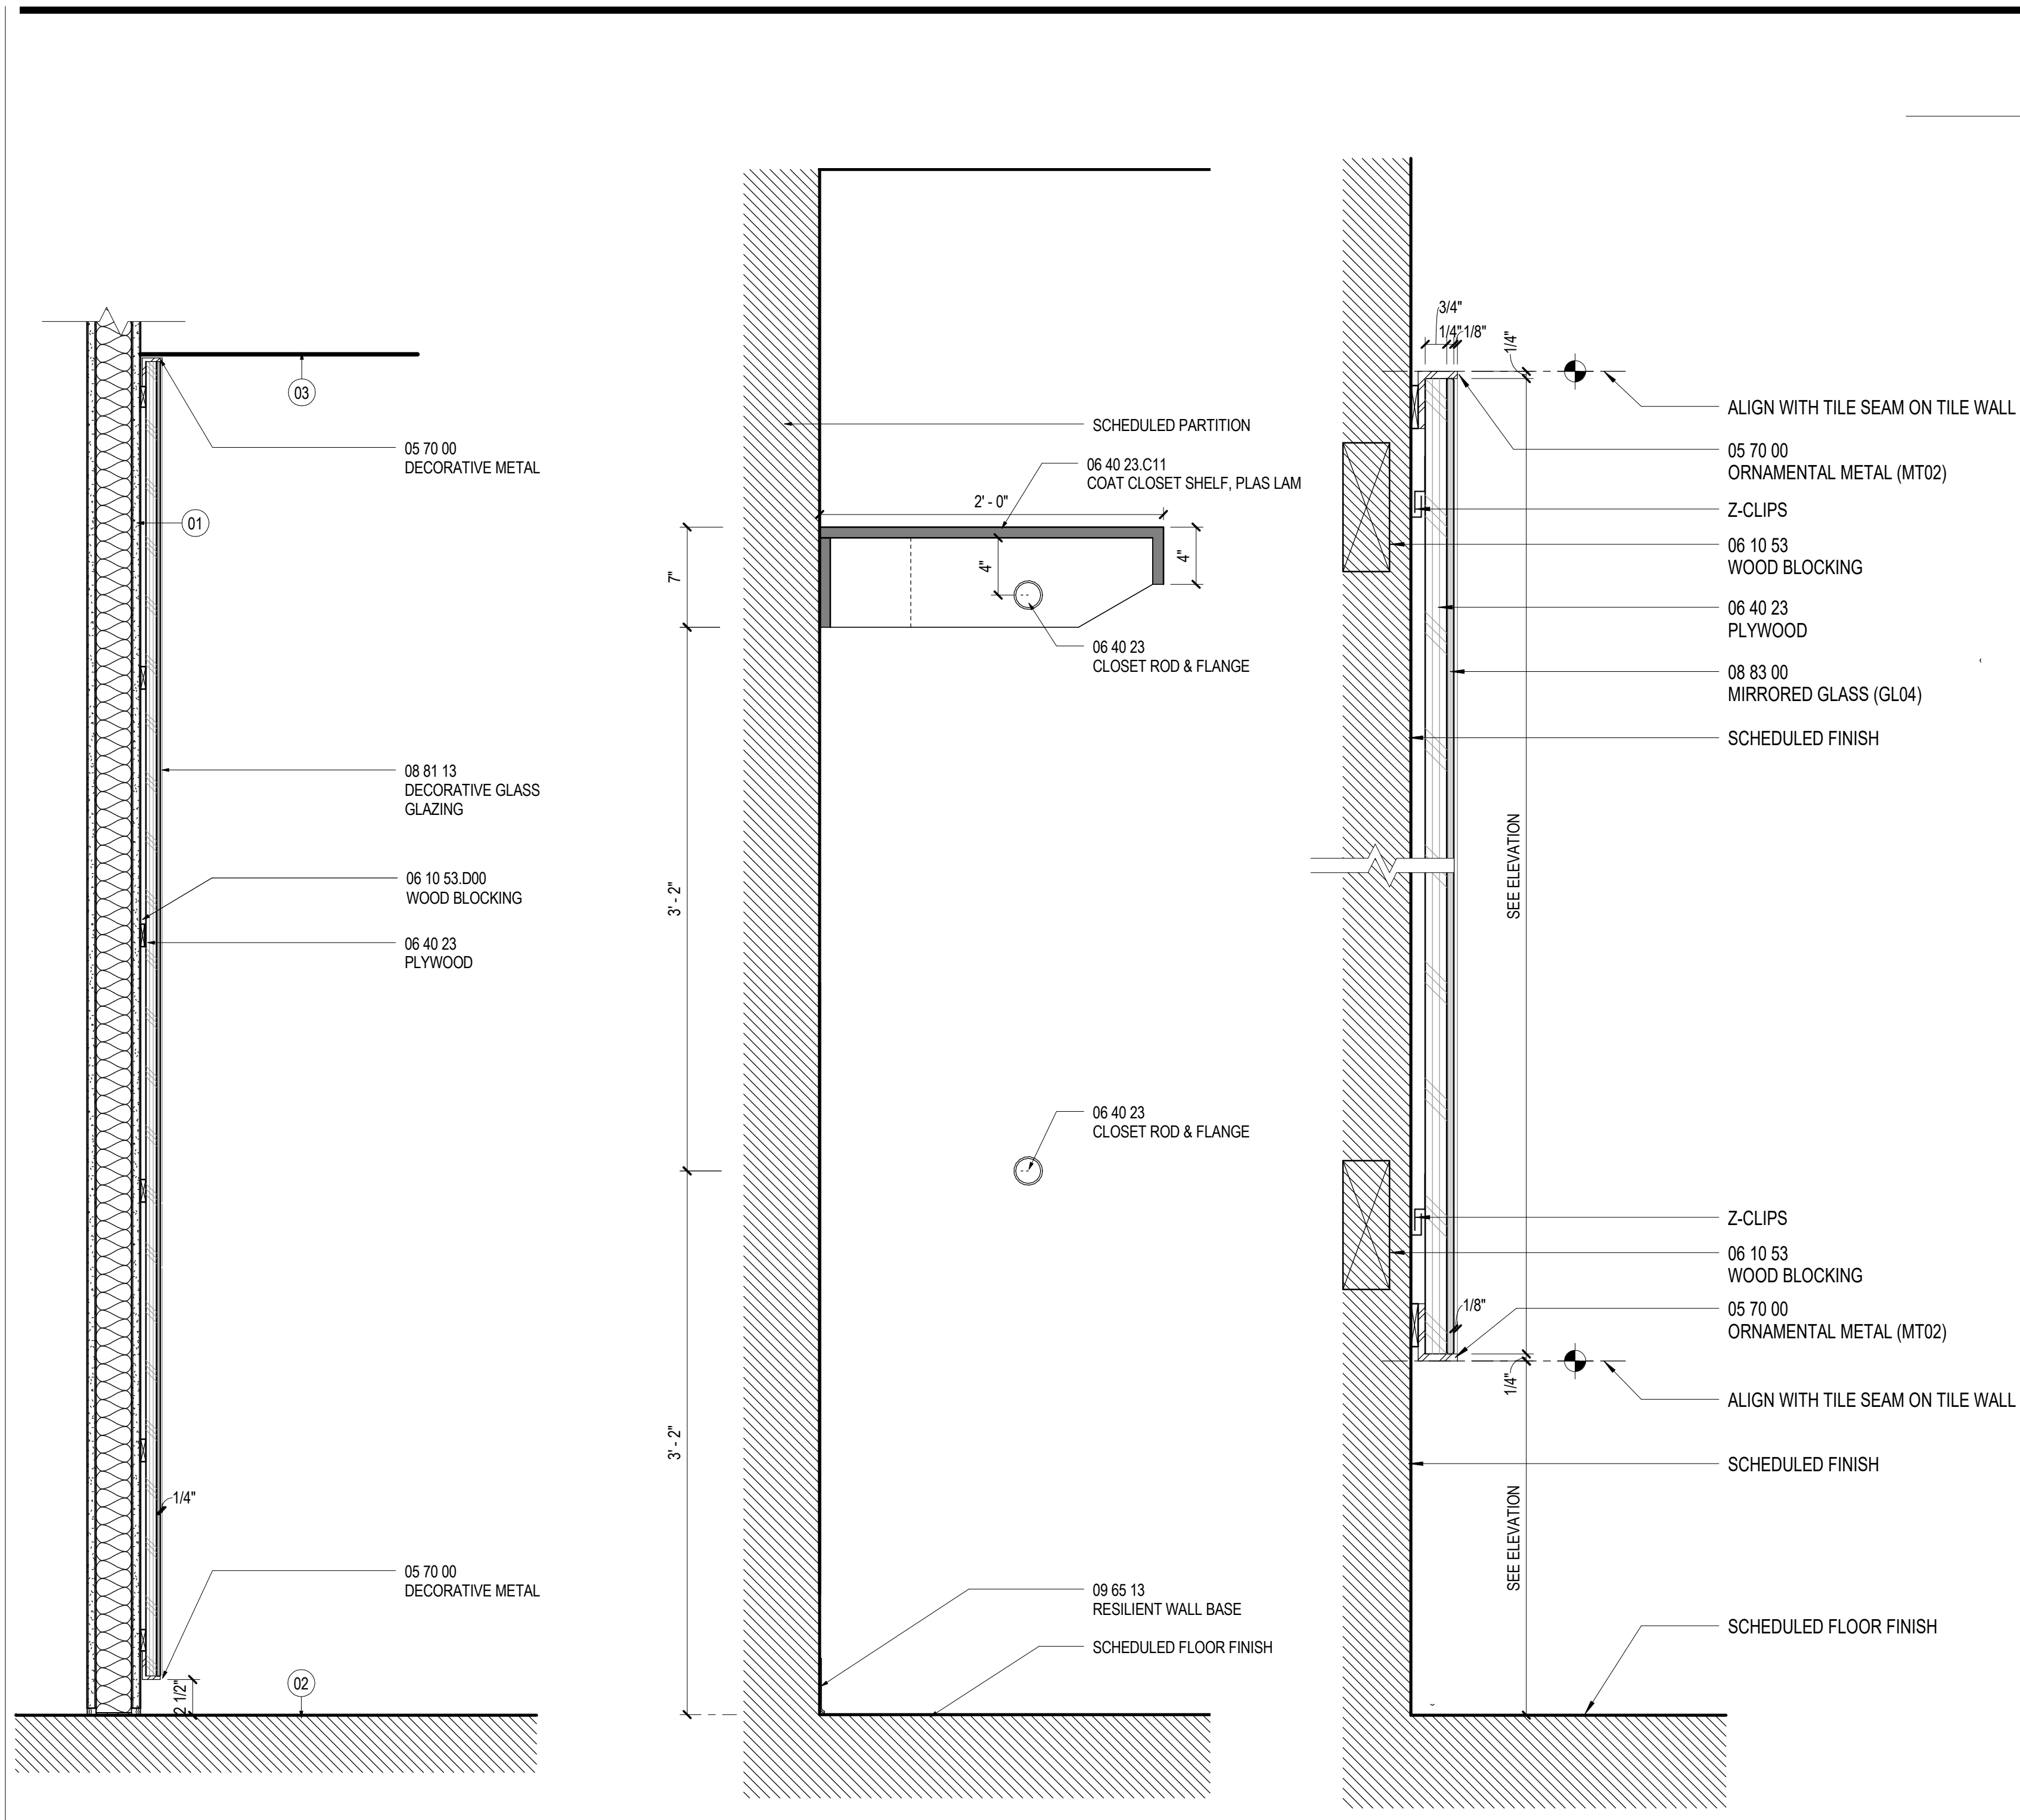 03
05 70 00
DECORATIVE METAL
01
08 81 13
DECORATIVE GLASS
GLAZING
06 10 53.D00
WOOD BLOCKING
06 40 23
PLYWOOD
1/4"
05 70 00
DECORATIVE METAL
2 1/2"
02
SCHEDULED PARTITION
06 40 23.C11
COAT CLOSET SHELF, PLAS LAM
2' - 0"
7"
4"
4"
06 40 23
CLOSET ROD & FLANGE
3' - 2"
06 40 23
CLOSET ROD & FLANGE
3' - 2"
09 65 13
RESILIENT WALL BASE
SCHEDULED FLOOR FINISH
3/4"
1/4" 1/8"
1/4"
ALIGN WITH TILE SEAM ON TILE WALL
05 70 00
ORNAMENTAL METAL (MT02)
Z-CLIPS
06 10 53
WOOD BLOCKING
06 40 23
PLYWOOD
08 83 00
MIRRORED GLASS (GL04)
SCHEDULED FINISH
SEE ELEVATION
Z-CLIPS
06 10 53
WOOD BLOCKING
1/8"
05 70 00
ORNAMENTAL METAL (MT02)
1/4"
ALIGN WITH TILE SEAM ON TILE WALL
SCHEDULED FINISH
SEE ELEVATION
SCHEDULED FLOOR FINISH